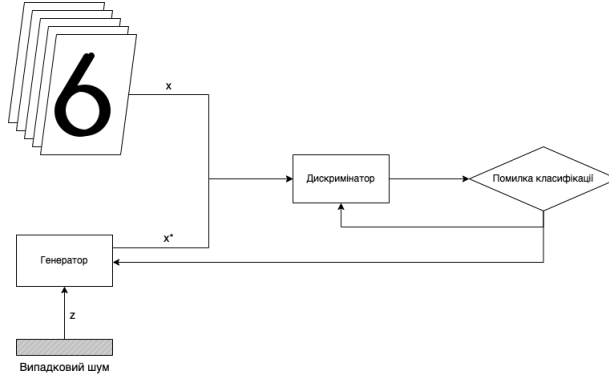 6
x
Дискримінатор
Помилка класифікації
x*
Генератор
z
Випадковий шум